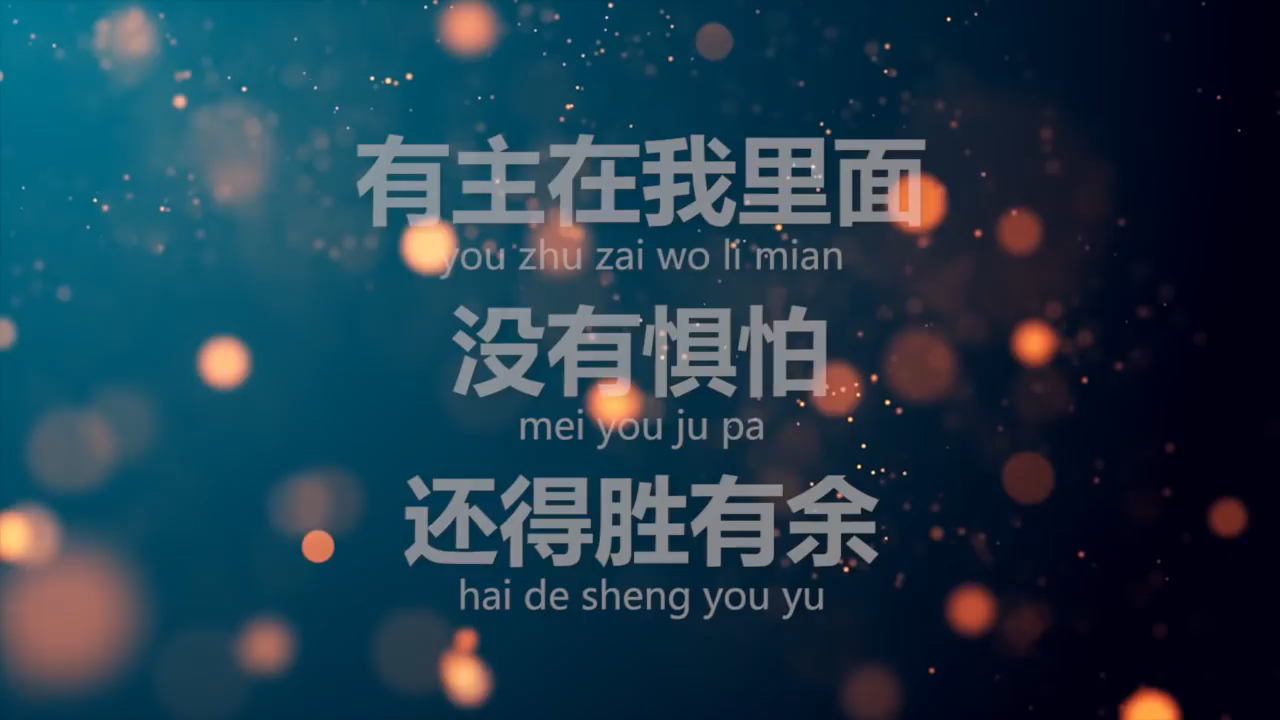 有主在我里面
you zhu zai wo li mian
没有惧怕
mei you ju pa
还得胜有余
hai de sheng you yu